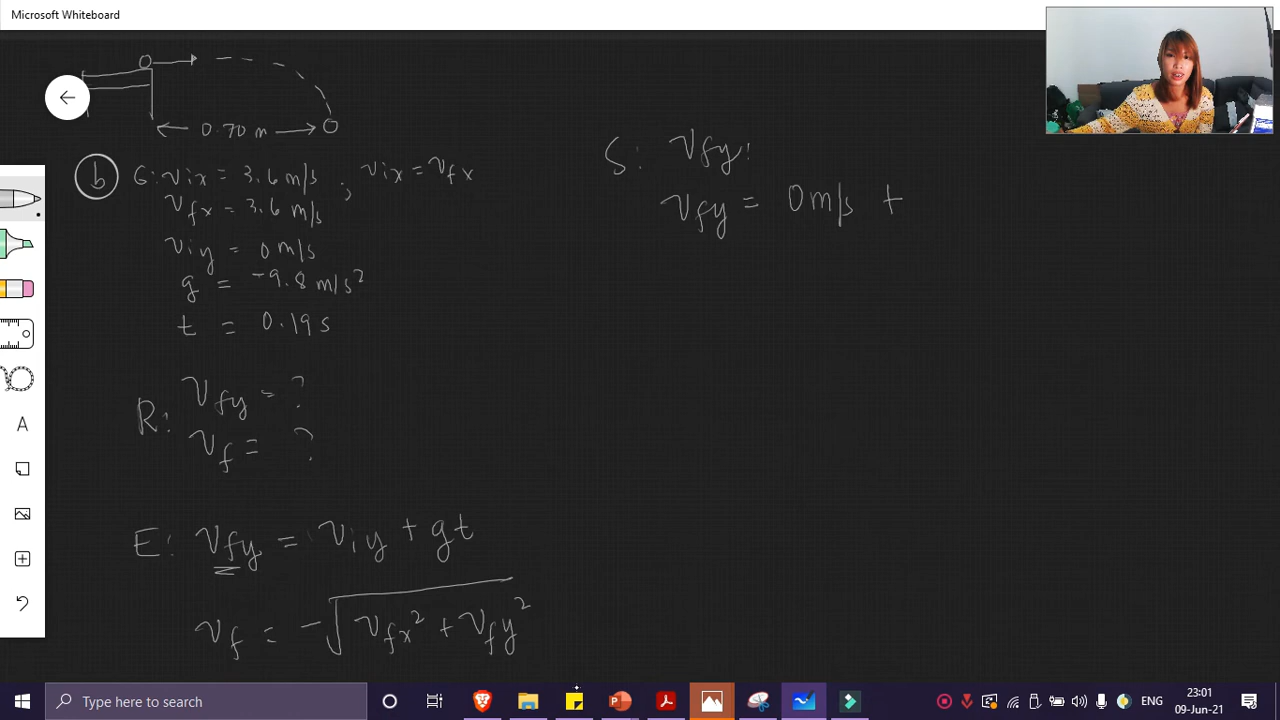 Microsoft Whiteboard
0.70 m
b G: vix = 3.6 m/s ; vix = vfx
vfx = 3.6 m/s
viy = 0 m/s
g = -9.8 m/s²
t = 0.19 s
R: vfy = ?
vf = ?
E: vfy = viy + gt
vf = -√vfx² + vfy²
S: vfy:
vfy = 0 m/s +
A
Type here to search
ENG
23:01
09-Jun-21